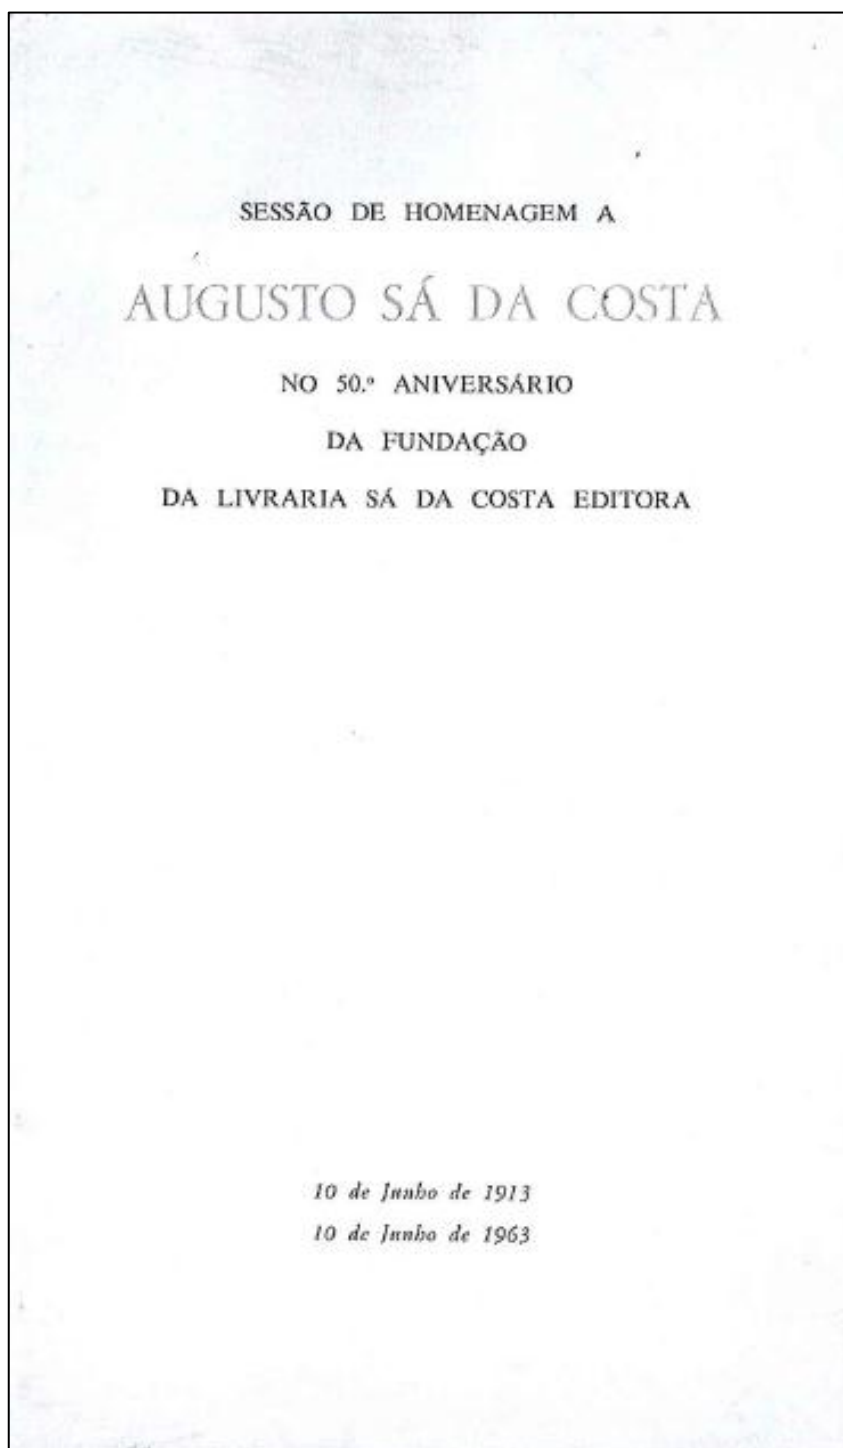 SESSÃO DE HOMENAGEM A
AUGUSTO SÁ DA COSTA
NO 50.º ANIVERSÁRIO
DA FUNDAÇÃO
DA LIVRARIA SÁ DA COSTA EDITORA
10 de Junho de 1913
10 de Junho de 1963